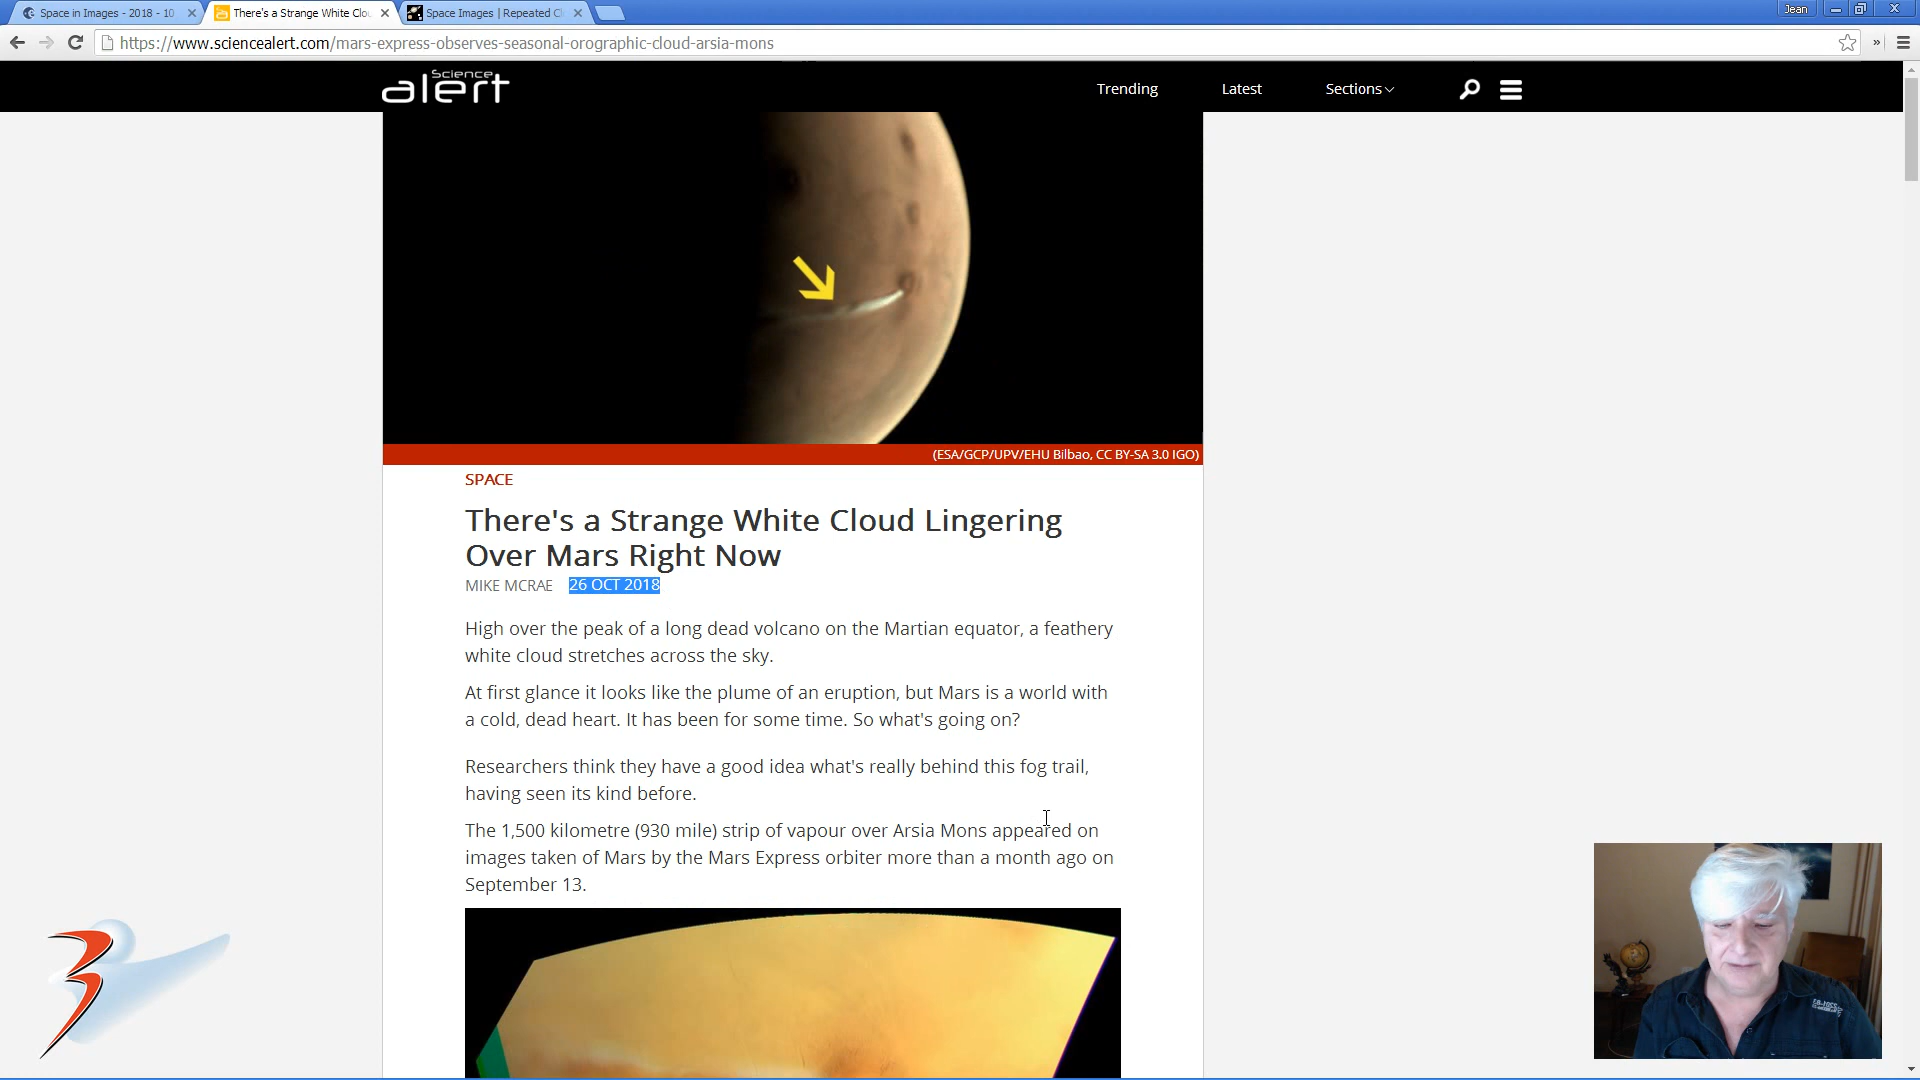 Space in Images - 2018 - 10
There's a Strange White Clou
Space Images | Repeated Cl
Jean
https://www.sciencealert.com/mars-express-observes-seasonal-orographic-cloud-arsia-mons
»
Science
alert
Trending
Latest
Sections
(ESA/GCP/UPV/EHU Bilbao, CC BY-SA 3.0 IGO)
SPACE
There's a Strange White Cloud Lingering
Over Mars Right Now
MIKE MCRAE 26 OCT 2018
High over the peak of a long dead volcano on the Martian equator, a feathery
white cloud stretches across the sky.
At first glance it looks like the plume of an eruption, but Mars is a world with
a cold, dead heart. It has been for some time. So what's going on?
Researchers think they have a good idea what's really behind this fog trail,
having seen its kind before.
The 1,500 kilometre (930 mile) strip of vapour over Arsia Mons appeared on
images taken of Mars by the Mars Express orbiter more than a month ago on
September 13.
3